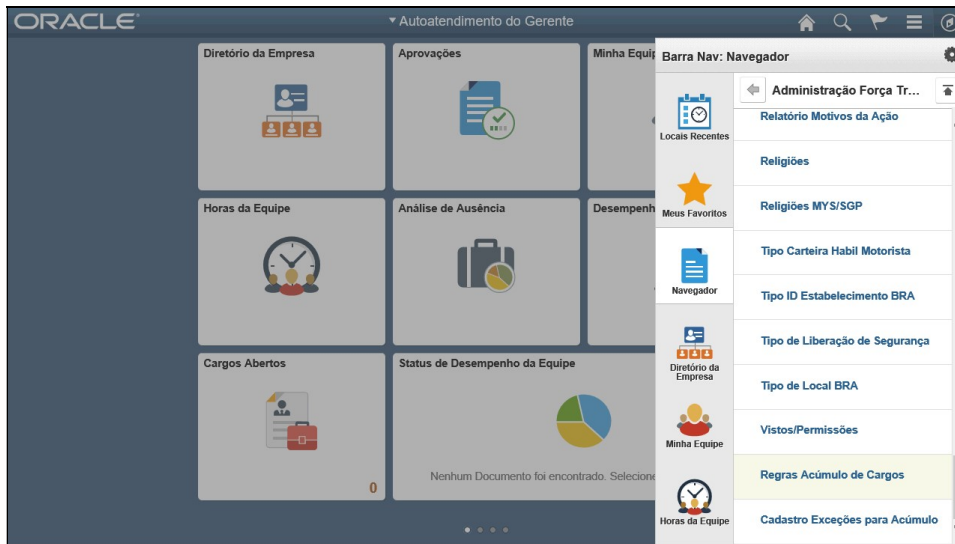 ORACLE
Autoatendimento do Gerente
Diretório da Empresa
Aprovações
Minha Equip
Horas da Equipe
Análise de Ausência
Desempenh
Cargos Abertos
0
Status de Desempenho da Equipe
Nenhum Documento foi encontrado. Selecione
Barra Nav: Navegador
Locais Recentes
Meus Favoritos
Navegador
Diretório da
Empresa
Minha Equipe
Horas da Equipe
Administração Força Tr...
Relatório Motivos da Ação
Religiões
Religiões MYS/SGP
Tipo Carteira Habil Motorista
Tipo ID Estabelecimento BRA
Tipo de Liberação de Segurança
Tipo de Local BRA
Vistos/Permissões
Regras Acúmulo de Cargos
Cadastro Exceções para Acúmulo